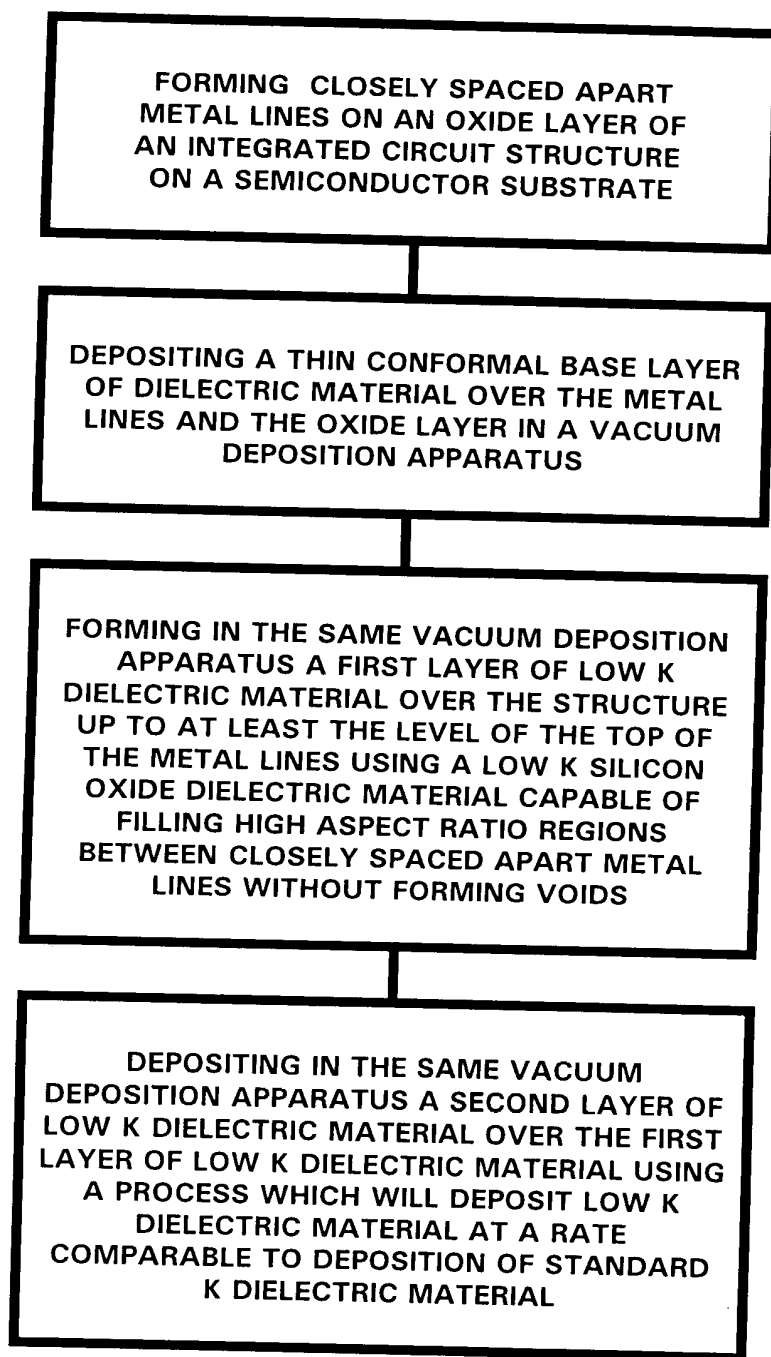 FORMING CLOSELY SPACED APART
METAL LINES ON AN OXIDE LAYER OF
AN INTEGRATED CIRCUIT STRUCTURE
ON A SEMICONDUCTOR SUBSTRATE
DEPOSITING A THIN CONFORMAL BASE LAYER
OF DIELECTRIC MATERIAL OVER THE METAL
LINES AND THE OXIDE LAYER IN A VACUUM
DEPOSITION APPARATUS
FORMING IN THE SAME VACUUM DEPOSITION
APPARATUS A FIRST LAYER OF LOW K
DIELECTRIC MATERIAL OVER THE STRUCTURE
UP TO AT LEAST THE LEVEL OF THE TOP OF
THE METAL LINES USING A LOW K SILICON
OXIDE DIELECTRIC MATERIAL CAPABLE OF
FILLING HIGH ASPECT RATIO REGIONS
BETWEEN CLOSELY SPACED APART METAL
LINES WITHOUT FORMING VOIDS
DEPOSITING IN THE SAME VACUUM
DEPOSITION APPARATUS A SECOND LAYER OF
LOW K DIELECTRIC MATERIAL OVER THE FIRST
LAYER OF LOW K DIELECTRIC MATERIAL USING
A PROCESS WHICH WILL DEPOSIT LOW K
DIELECTRIC MATERIAL AT A RATE
COMPARABLE TO DEPOSITION OF STANDARD
K DIELECTRIC MATERIAL